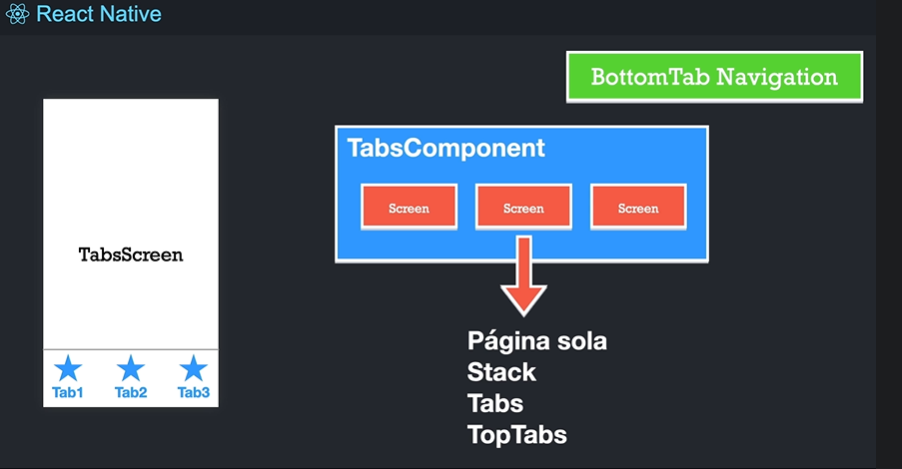 React Native
BottomTab Navigation
TabsComponent
Screen
Screen
Screen
TabsScreen
Página sola
Stack
Tabs
TopTabs
Tab1
Tab2
Tab3